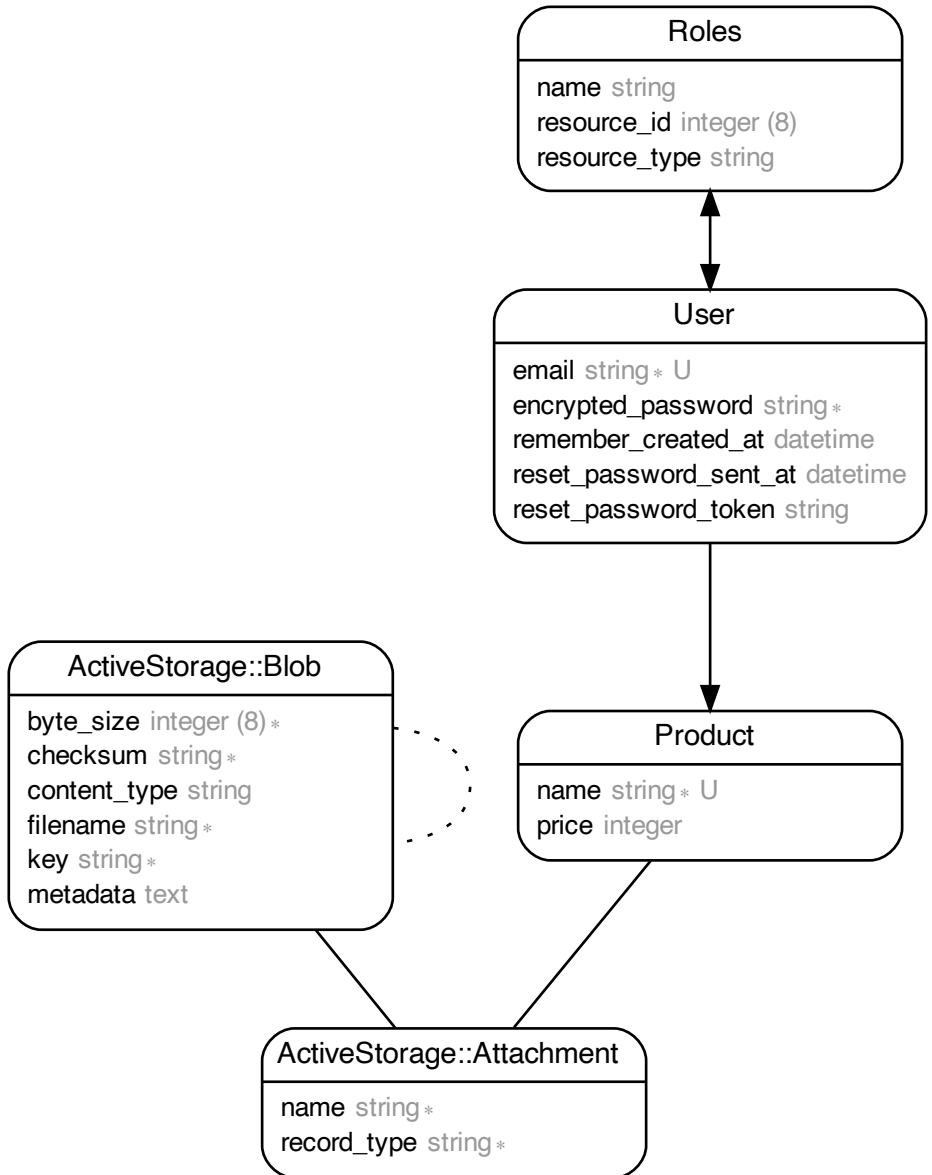 Roles
name string
resource_id integer (8)
resource_type string
User
email string∗ U
encrypted_password string∗
remember_created_at datetime
reset_password_sent_at datetime
reset_password_token string
ActiveStorage::Blob
byte_size integer (8)∗
checksum string∗
content_type string
filename string∗
key string∗
metadata text
Product
name string∗ U
price integer
ActiveStorage::Attachment
name string∗
record_type string∗